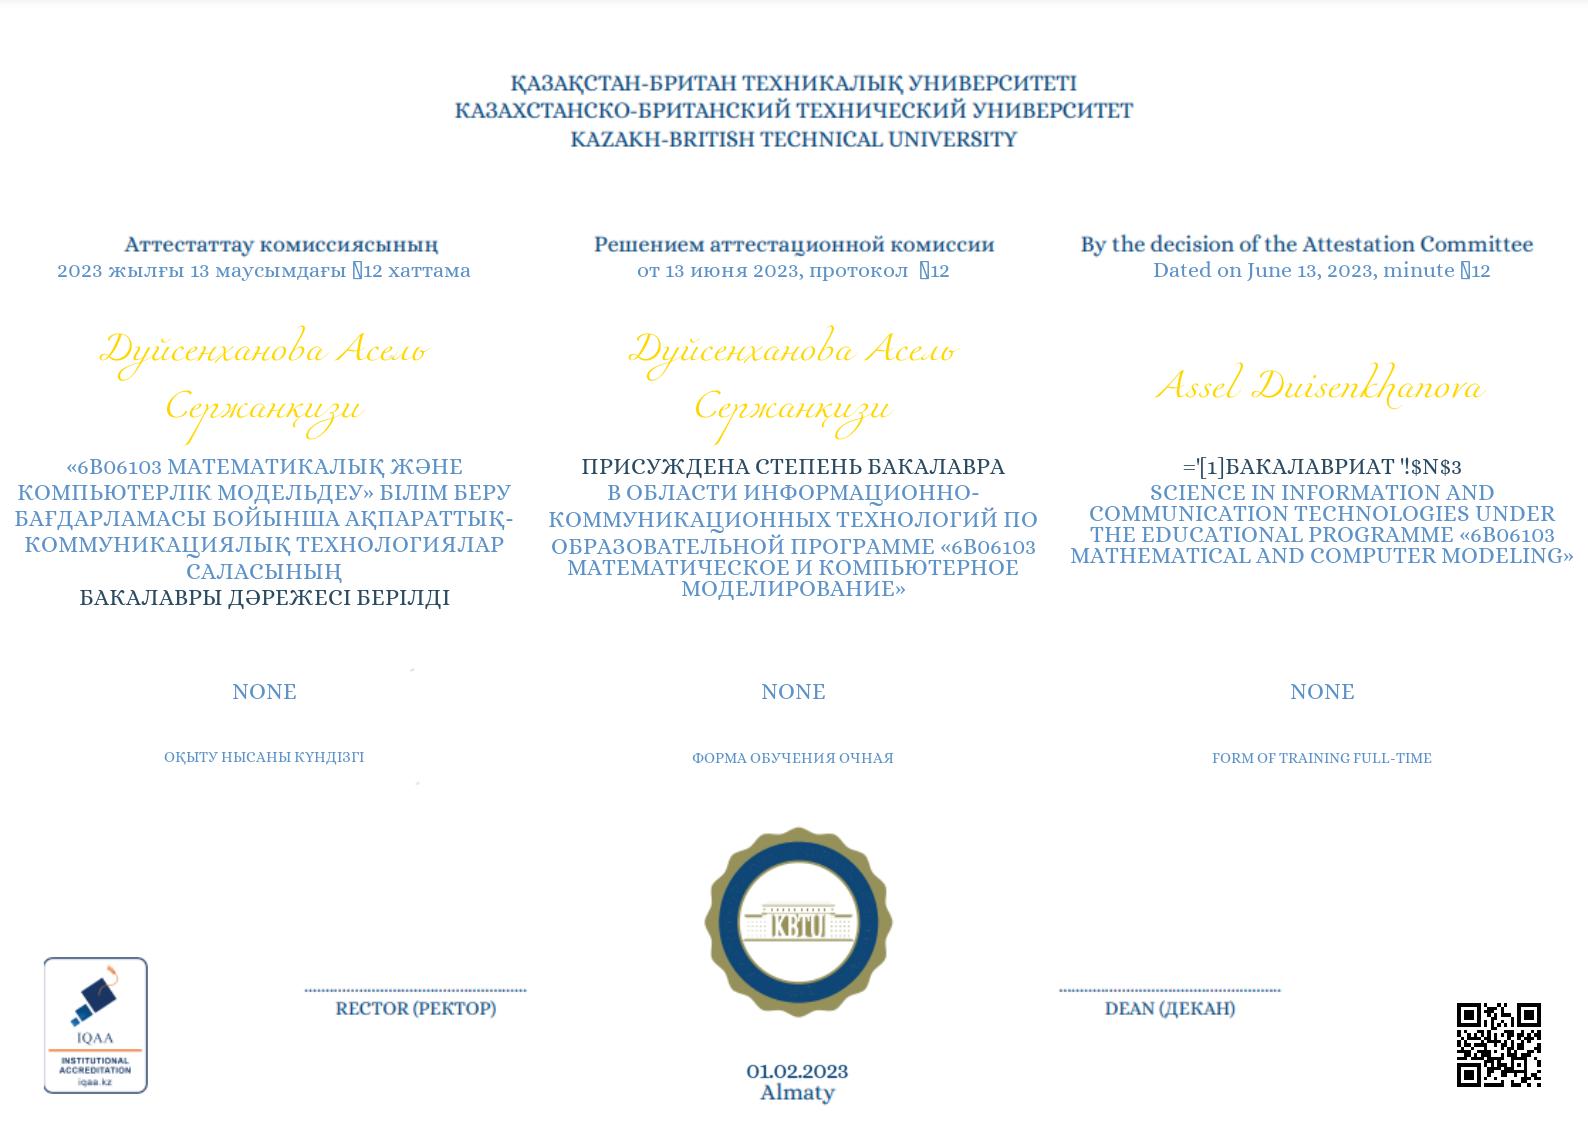 ҚАЗАҚСТАН-БРИТАН ТЕХНИКАЛЫҚ УНИВЕРСИТЕТІ
КАЗАХСТАНСКО-БРИТАНСКИЙ ТЕХНИЧЕСКИЙ УНИВЕРСИТЕТ
KAZAKH-BRITISH TECHNICAL UNIVERSITY
Аттестаттау комиссиясының
2023 жылғы 13 маусымдағы 12 хаттама
Дуйсенханова Асель
Сержанқизи
«6B06103 МАТЕМАТИКАЛЫҚ ЖӘНЕ
КОМПЬЮТЕРЛІК МОДЕЛЬДЕУ» БІЛІМ БЕРУ
БАҒДАРЛАМАСЫ БОЙЫНША АҚПАРАТТЫҚ-
КОММУНИКАЦИЯЛЫҚ ТЕХНОЛОГИЯЛАР
САЛАСЫНЫҢ
БАКАЛАВРЫ ДӘРЕЖЕСІ БЕРІЛДІ
NONE
ОҚЫТУ НЫСАНЫ КҮНДІЗГІ
Решением аттестационной комиссии
от 13 июня 2023, протокол 12
Дуйсенханова Асель
Сержанқизи
ПРИСУЖДЕНА СТЕПЕНЬ БАКАЛАВРА
В ОБЛАСТИ ИНФОРМАЦИОННО-
КОММУНИКАЦИОННЫХ ТЕХНОЛОГИЙ ПО
ОБРАЗОВАТЕЛЬНОЙ ПРОГРАММЕ «6B06103
МАТЕМАТИЧЕСКОЕ И КОМПЬЮТЕРНОЕ
МОДЕЛИРОВАНИЕ»
NONE
ФОРМА ОБУЧЕНИЯ ОЧНАЯ
By the decision of the Attestation Committee
Dated on June 13, 2023, minute 12
Assel Duisenkhanova
='[1]БАКАЛАВРИАТ '!$N$3
SCIENCE IN INFORMATION AND
COMMUNICATION TECHNOLOGIES UNDER
THE EDUCATIONAL PROGRAMME «6B06103
MATHEMATICAL AND COMPUTER MODELING»
NONE
FORM OF TRAINING FULL-TIME
KBTU
IQAA
INSTITUTIONAL
ACCREDITATION
iqaa.kz
RECTOR (РЕКТОР)
DEAN (ДЕКАН)
01.02.2023
Almaty